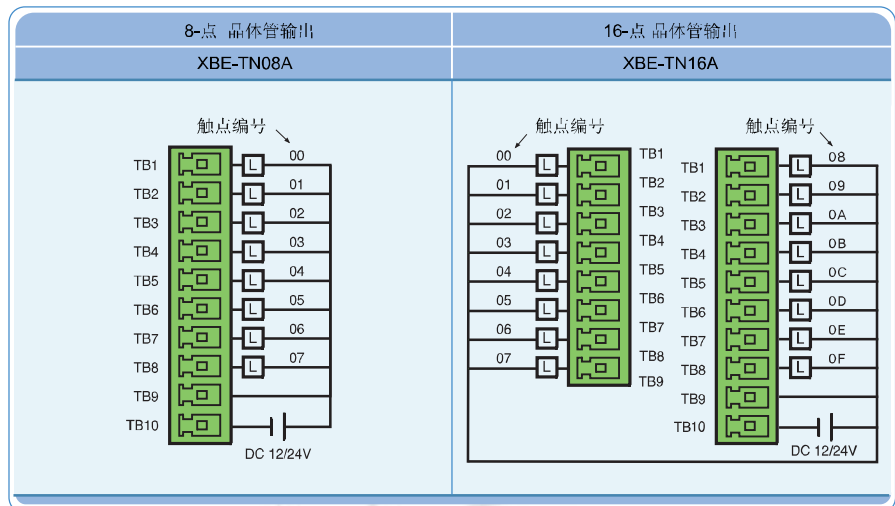 8-点 晶体管输出
16-点 晶体管输出
XBE-TN08A
XBE-TN16A
触点编号
TB1 L 00
TB2 L 01
TB3 L 02
TB4 L 03
TB5 L 04
TB6 L 05
TB7 L 06
TB8 L 07
TB9
TB10
DC 12/24V
触点编号
00 L TB1
01 L TB2
02 L TB3
03 L TB4
04 L TB5
05 L TB6
06 L TB7
07 L TB8
TB9
触点编号
TB1 L 08
TB2 L 09
TB3 L 0A
TB4 L 0B
TB5 L 0C
TB6 L 0D
TB7 L 0E
TB8 L 0F
TB9
TB10
DC 12/24V